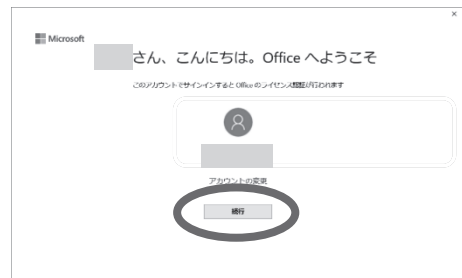 ×
Microsoft
さん、こんにちは。Office へようこそ
このアカウントでサインインすると Office のライセンス認証が行われます
アカウントの変更
続行